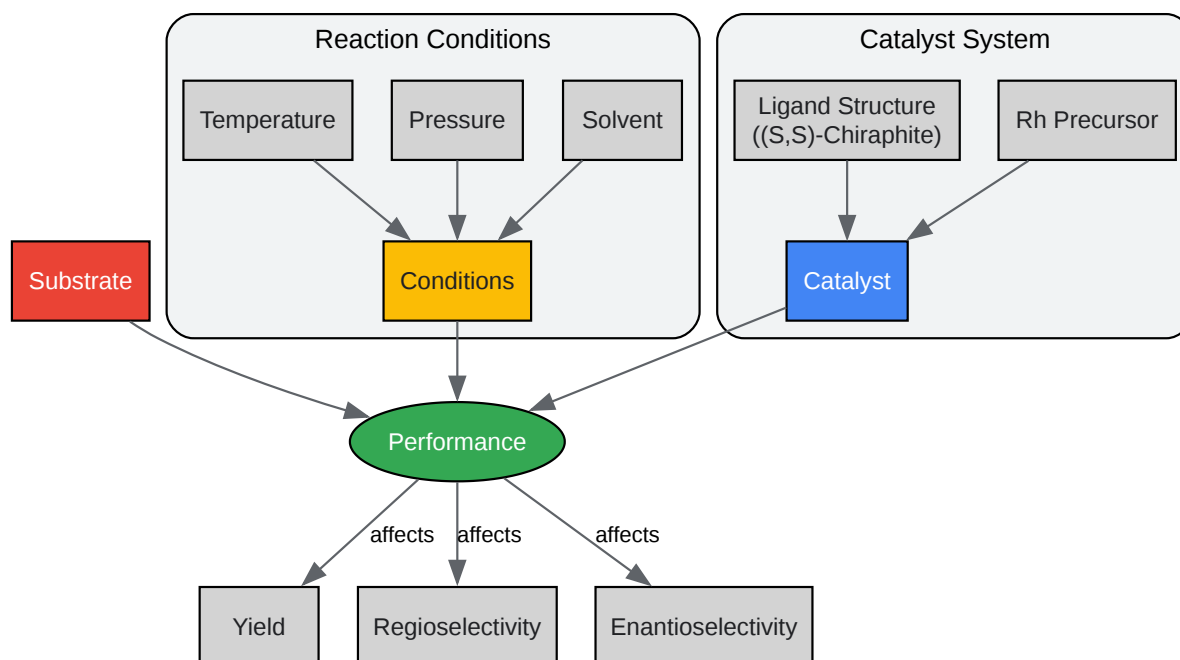 Reaction Conditions
Catalyst System
Temperature
Pressure
Solvent
Ligand Structure
((S,S)-Chiraphite)
Rh Precursor
Substrate
Conditions
Catalyst
Performance
affects
affects
affects
Yield
Regioselectivity
Enantioselectivity